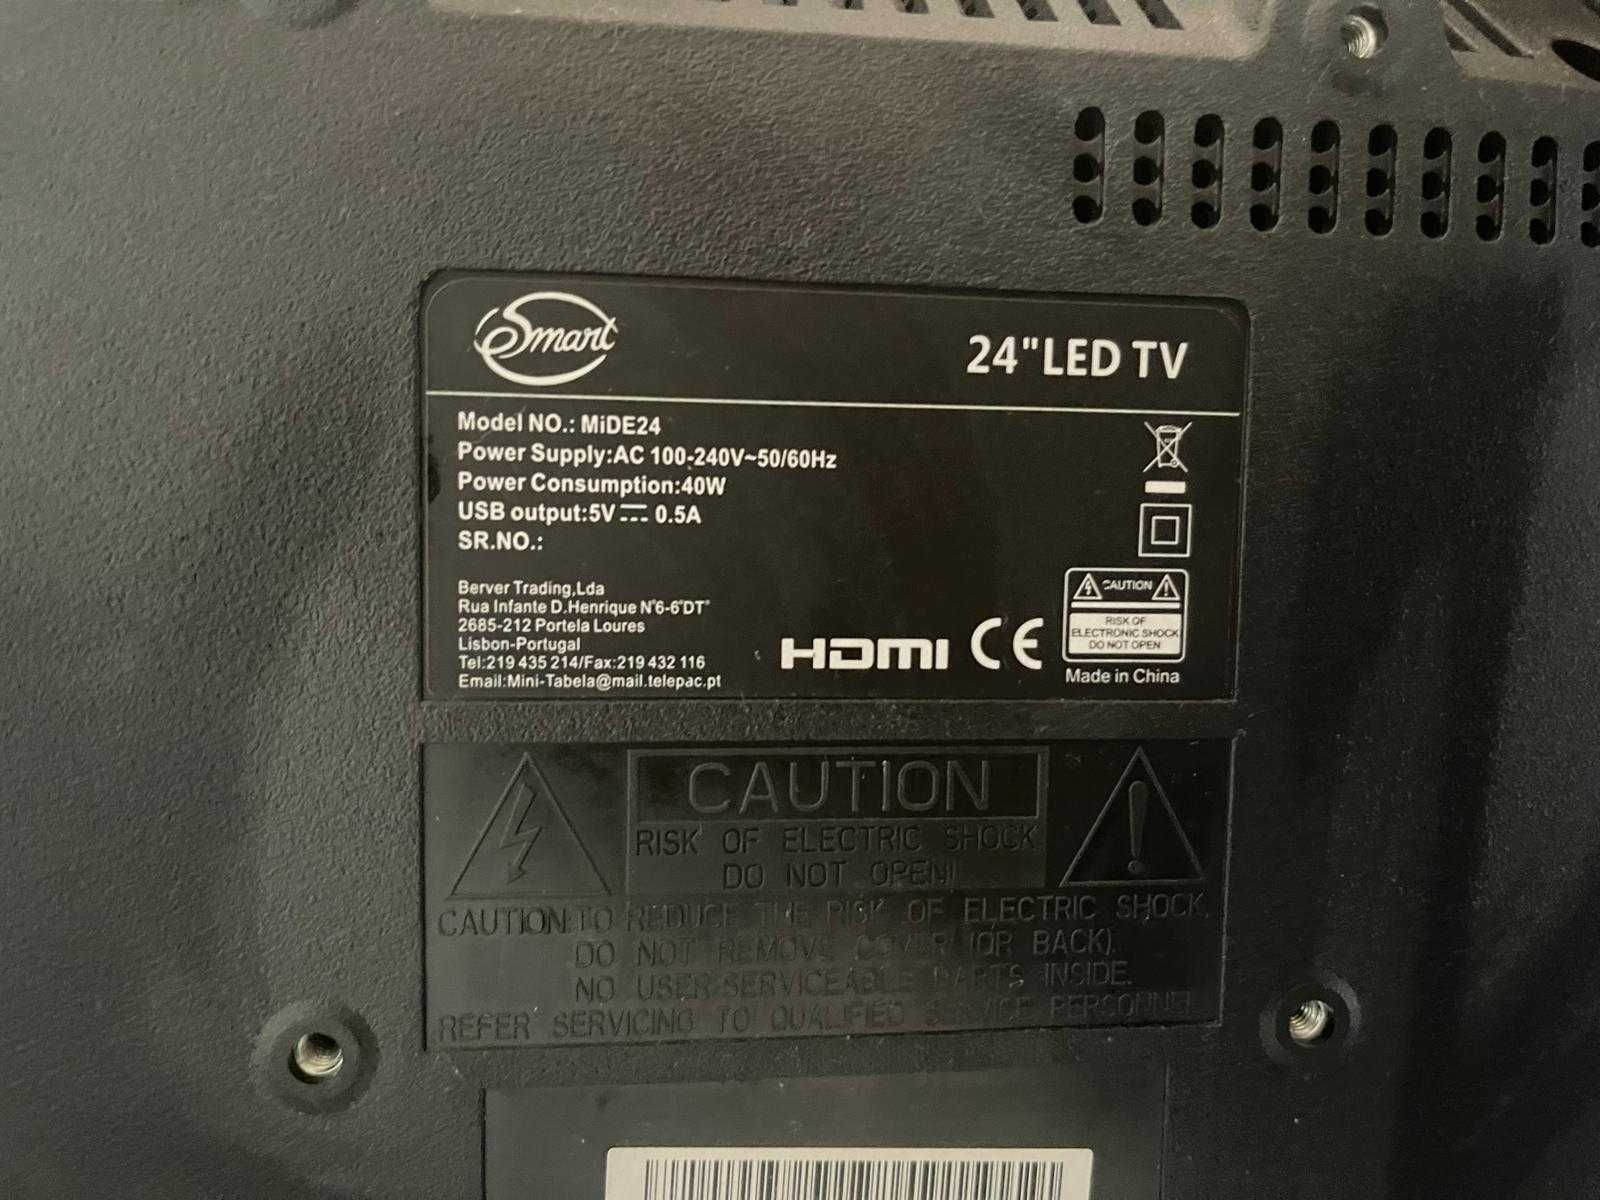 Smart
24"LED TV
Model NO.: MiDE24
Power Supply:AC 100-240V~50/60Hz
Power Consumption:40W
USB output:5V 0.5A
SR.NO.:
Berver Trading,Lda
Rua Infante D.Henrique Nº6-6ºDTº
2685-212 Portela Loures
Lisbon-Portugal
Tel:219 435 214/Fax:219 432 116
Email:Mini-Tabela@mail.telepac.pt
HDMI CE
CAUTION
RISK OF
ELECTRONIC SHOCK
DO NOT OPEN
Made in China
CAUTION
RISK OF ELECTRIC SHOCK
DO NOT OPEN!
CAUTION:TO REDUCE THE RISK OF ELECTRIC SHOCK,
DO NOT REMOVE COVER (OR BACK).
NO USER-SERVICEABLE PARTS INSIDE.
REFER SERVICING TO QUALIFIED SERVICE PERSONNEL